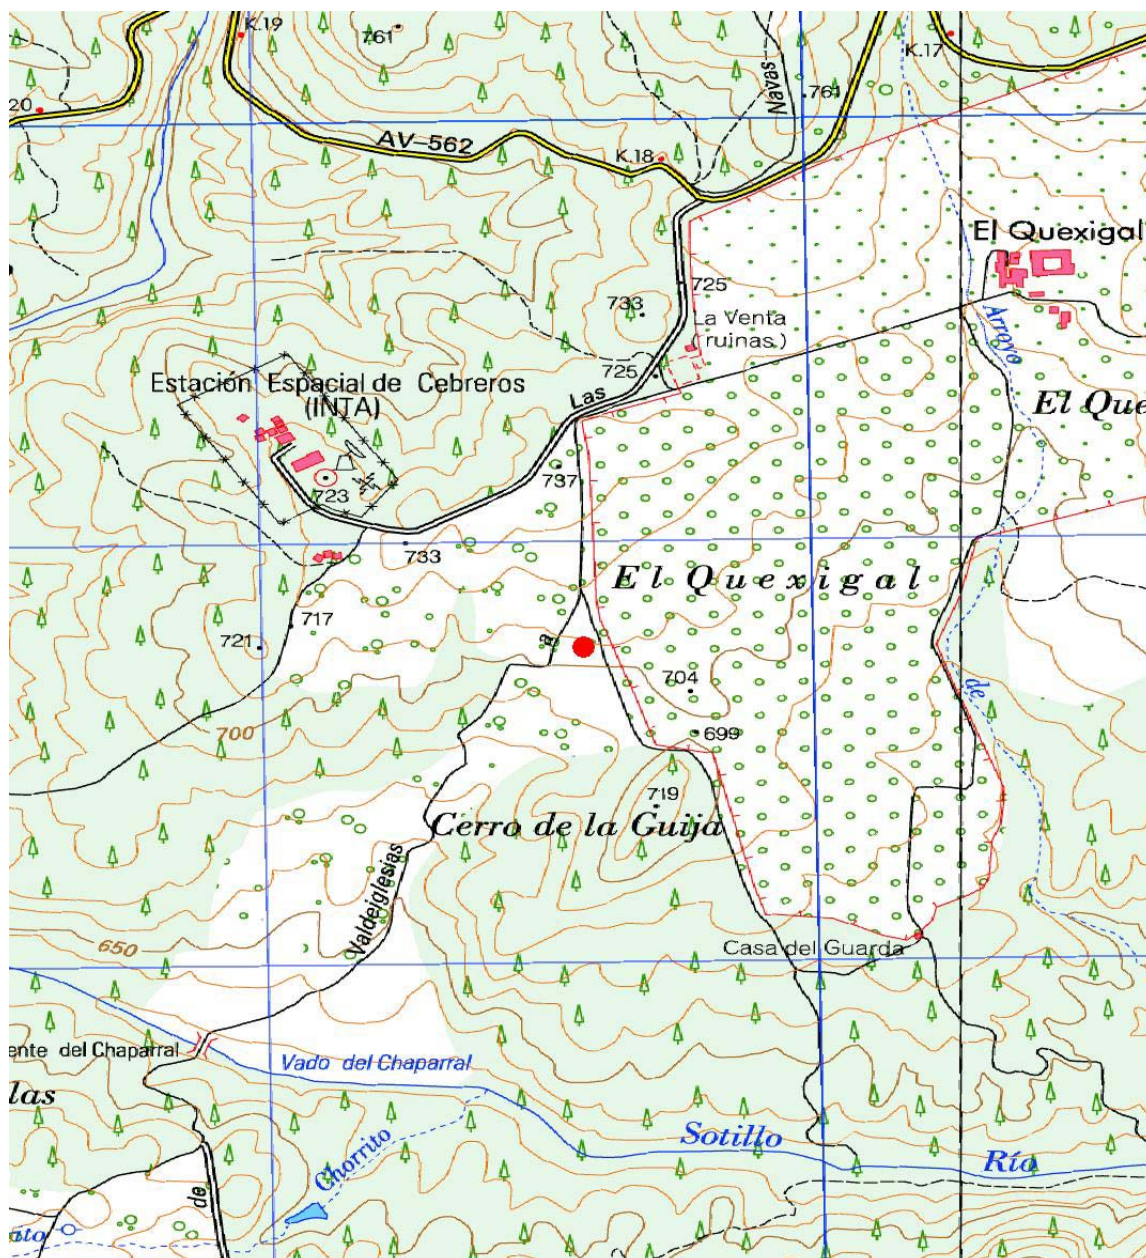 K.19
761
K.17
20
Navas
761
AV-562
K.18
El Quexigal
725
733
La Venta
(ruinas.)
Arroyo
725
Estación Espacial de Cebreros
(INTA)
Las
El Que
737
723
733
El Quexigal
717
721
a
704
de
700
699
719
Cerro de la Guija
Valdeiglesias
650
Casa del Guarda
ente del Chaparral
Vado del Chaparral
las
Sotillo
Río
Chorrito
de
ato